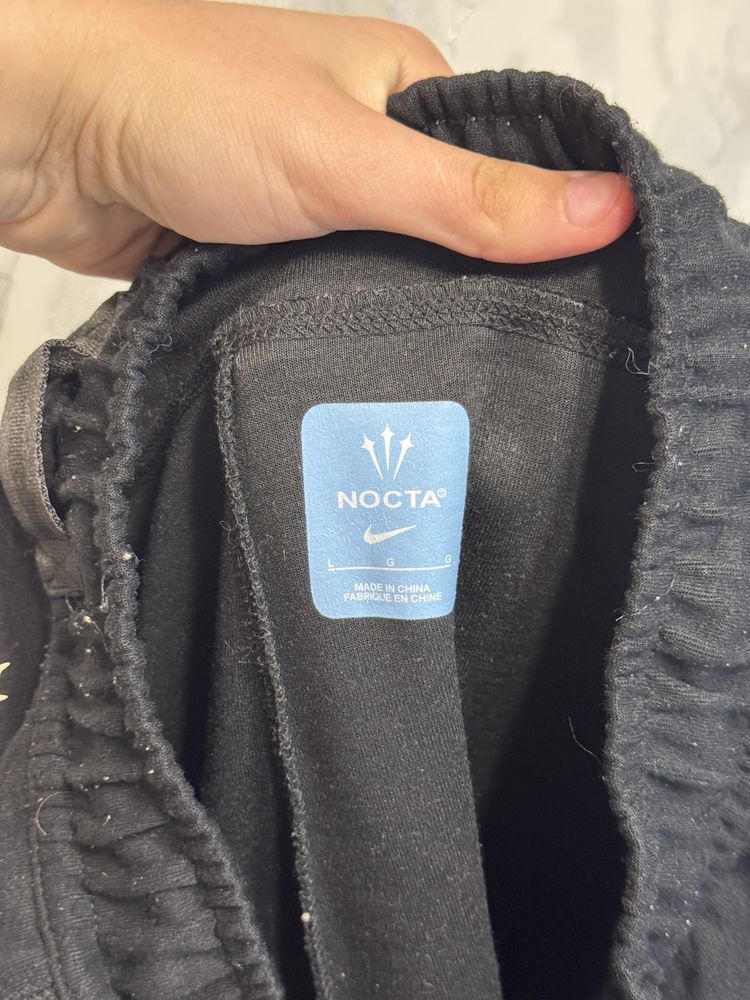 NOCTA®
L G G
MADE IN CHINA
FABRIQUE EN CHINE